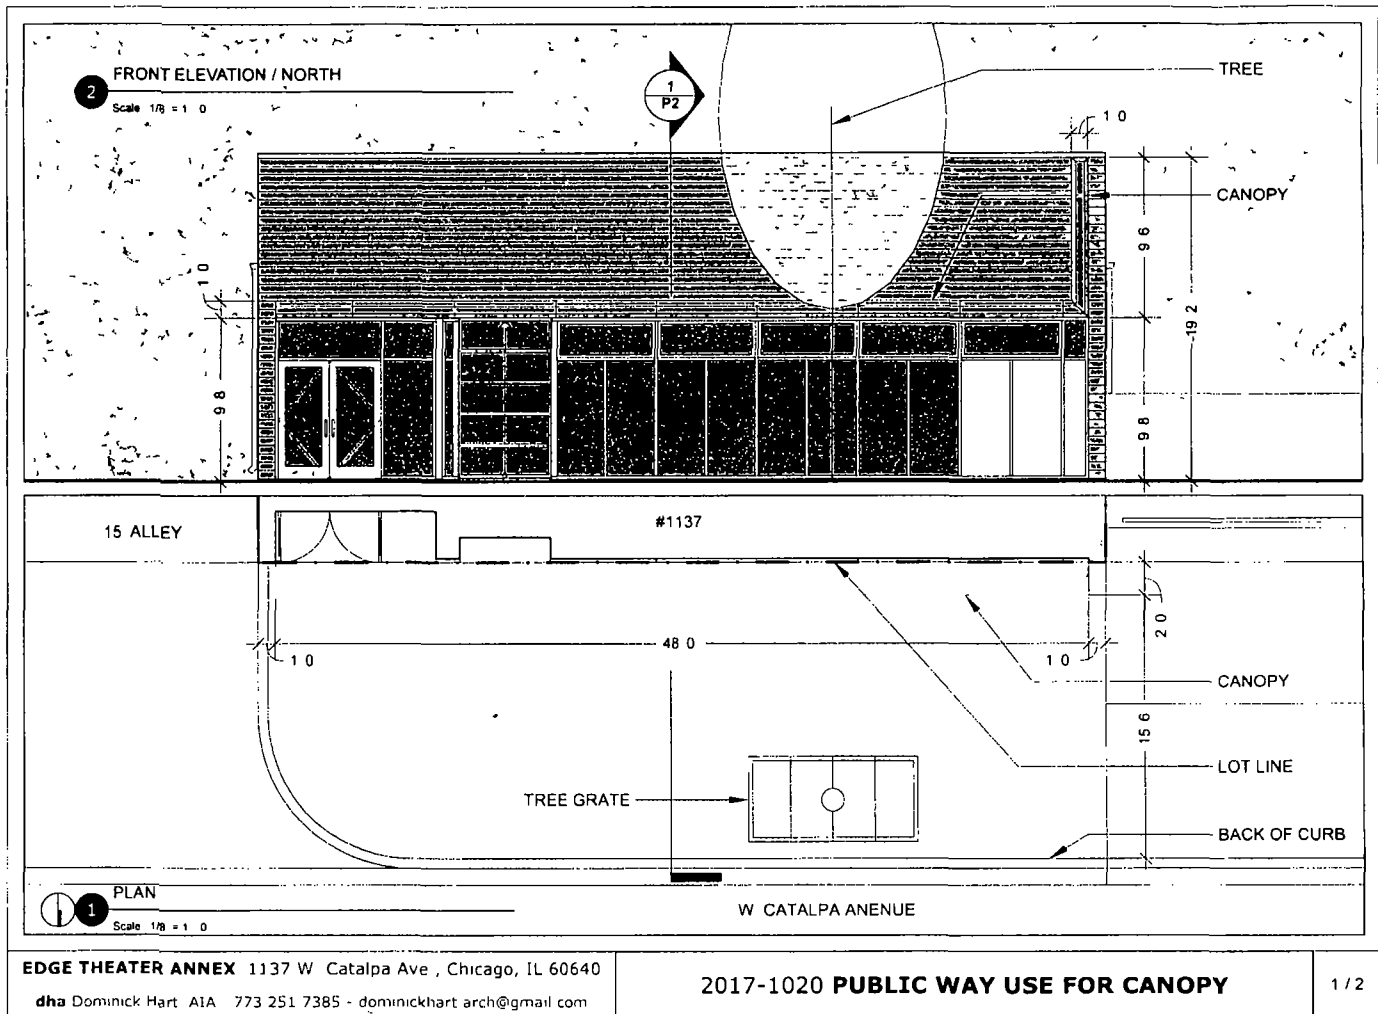 2
FRONT ELEVATION / NORTH
Scale 1/8 = 1 0
1
P2
TREE
1 0
CANOPY
9 6
1 0
19 2
9 8
9 8
15 ALLEY
#1137
2 0
48 0
1 0
1 0
CANOPY
15 6
LOT LINE
TREE GRATE
BACK OF CURB
1
PLAN
Scale 1/8 = 1 0
W CATALPA ANENUE
EDGE THEATER ANNEX 1137 W Catalpa Ave , Chicago, IL 60640
dha Dominick Hart AIA 773 251 7385 - dominickhart arch@gmail com
2017-1020 PUBLIC WAY USE FOR CANOPY
1 / 2